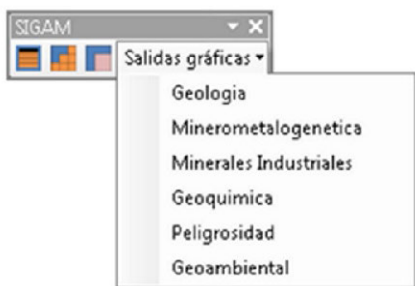 SIGAM
Salidas gráficas
Geologia
Minerometalogenetica
Minerales Industriales
Geoquimica
Peligrosidad
Geoambiental